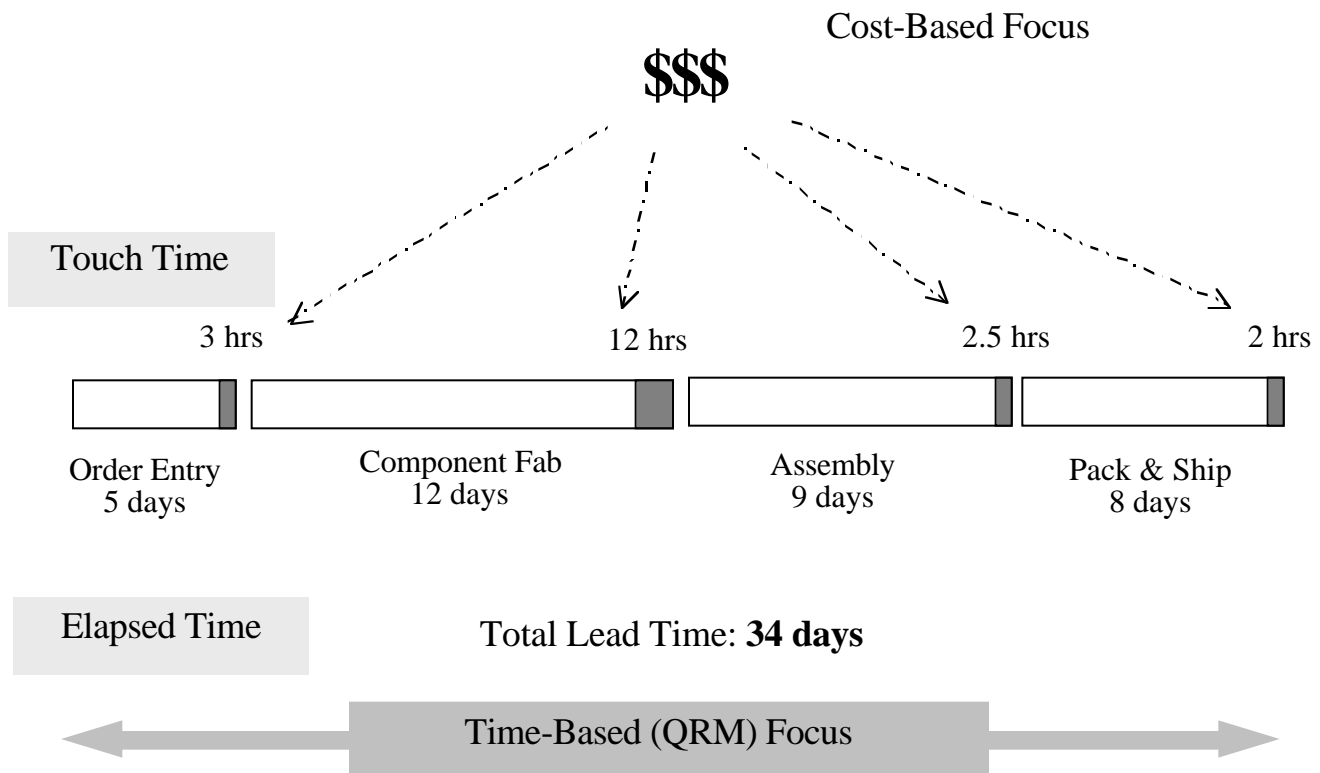 Cost-Based Focus
$$$
Touch Time
3 hrs
12 hrs
2.5 hrs
2 hrs
Order Entry
5 days
Component Fab
12 days
Assembly
9 days
Pack & Ship
8 days
Elapsed Time
Total Lead Time: 34 days
Time-Based (QRM) Focus